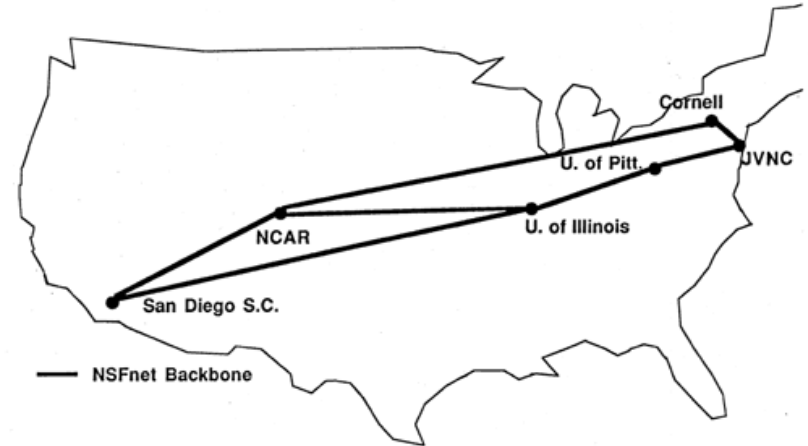 Cornell
U. of Pitt.
JVNC
NCAR
U. of Illinois
San Diego S.C.
NSFnet Backbone